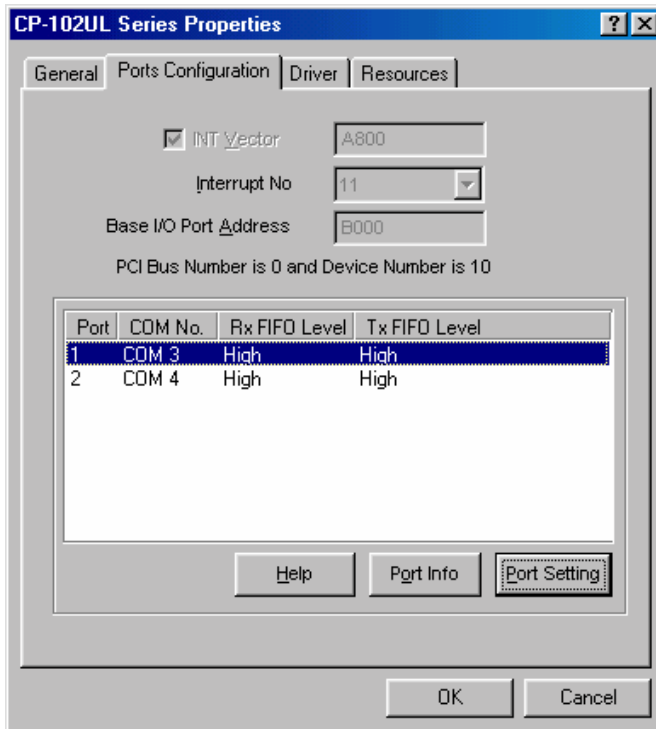 CP-102UL Series Properties
General Ports Configuration Driver Resources
INT Vector A800
Interrupt No 11
Base I/O Port Address B000
PCI Bus Number is 0 and Device Number is 10
Port COM No. Rx FIFO Level Tx FIFO Level
1 COM 3 High High
2 COM 4 High High
Help Port Info Port Setting
OK Cancel